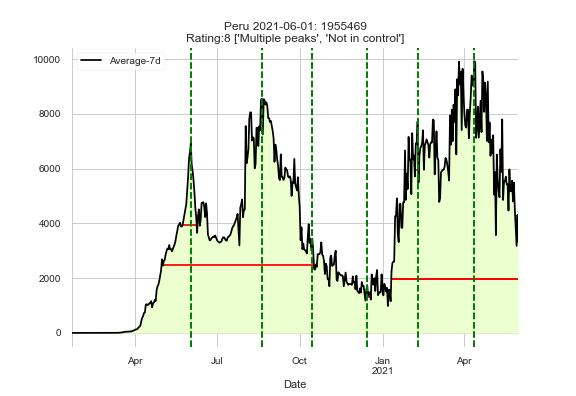 Peru 2021-06-01: 1955469
Rating:8 ['Multiple peaks', 'Not in control']
Average-7d
10000
8000
6000
4000
2000
0
Apr Jul Oct Jan Apr
2021
Date